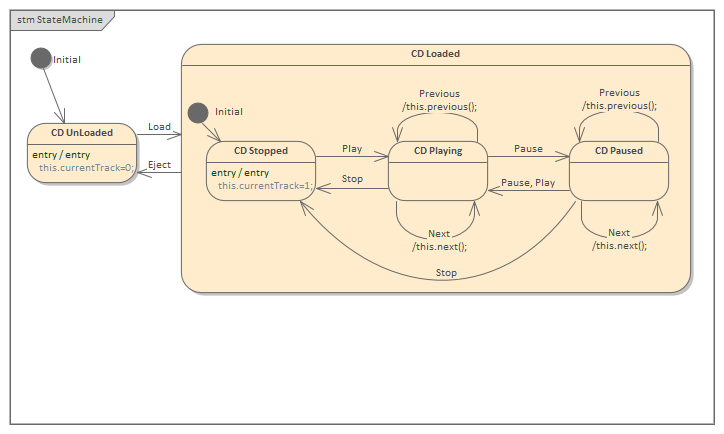 stm StateMachine
CD Loaded
Initial
Previous
/this.previous();
Previous
/this.previous();
Initial
CD UnLoaded
entry / entry
this.currentTrack=0;
Load
Eject
CD Stopped
entry / entry
this.currentTrack=1;
Play
Stop
CD Playing
Pause
Pause, Play
CD Paused
Next
/this.next();
Next
/this.next();
Stop